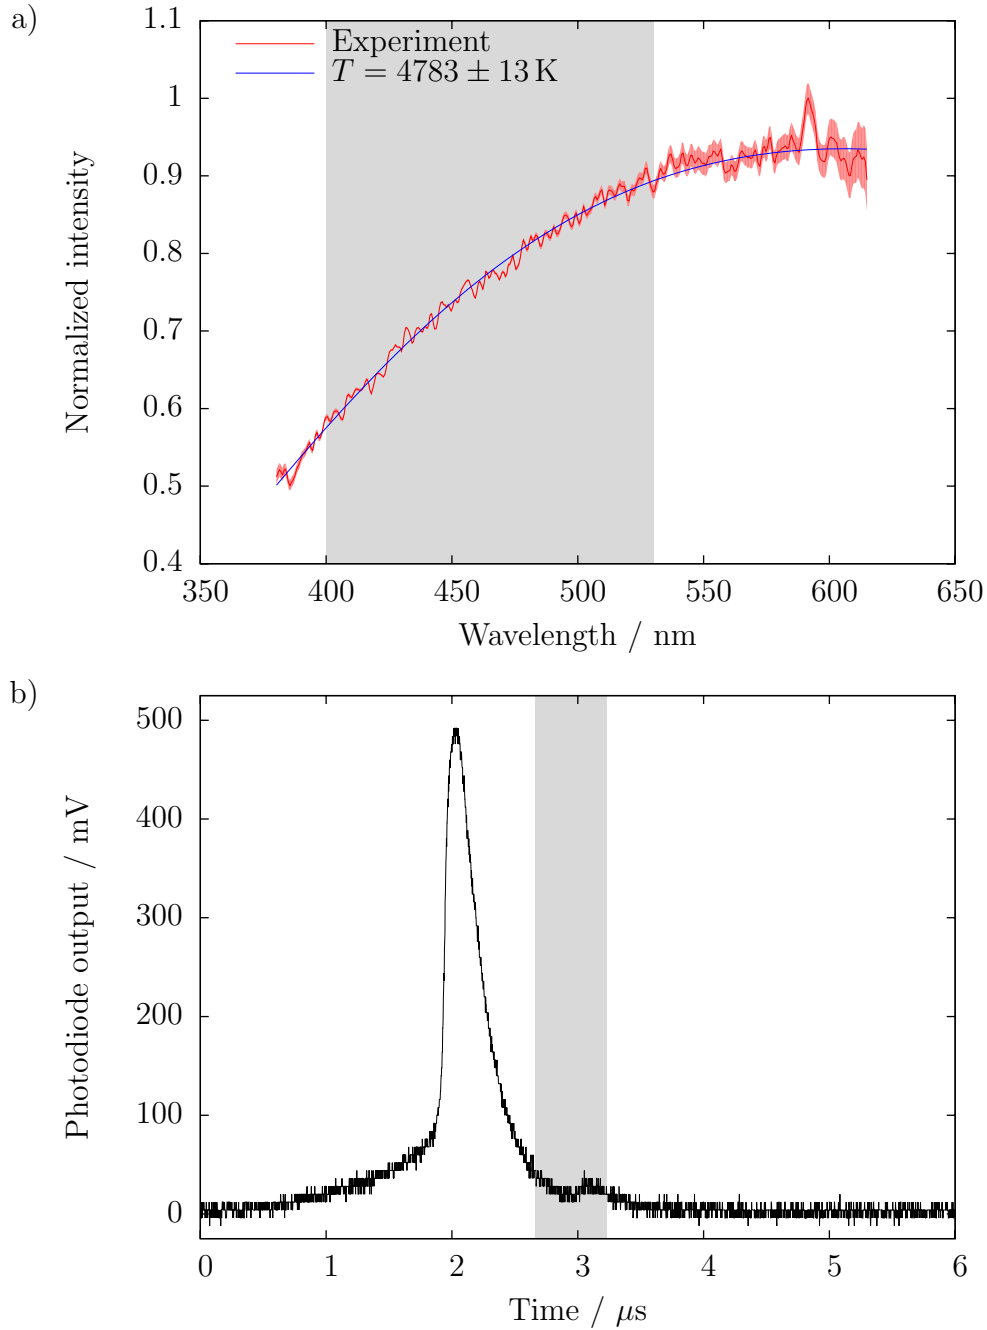 a)
1.1
1
0.9
0.8
0.7
0.6
0.5
0.4
Normalized intensity
Experiment
T = 4783 ± 13 K
350 400 450 500 550 600 650
Wavelength / nm
b)
500
400
300
200
100
0
Photodiode output / mV
0 1 2 3 4 5 6
Time / μs